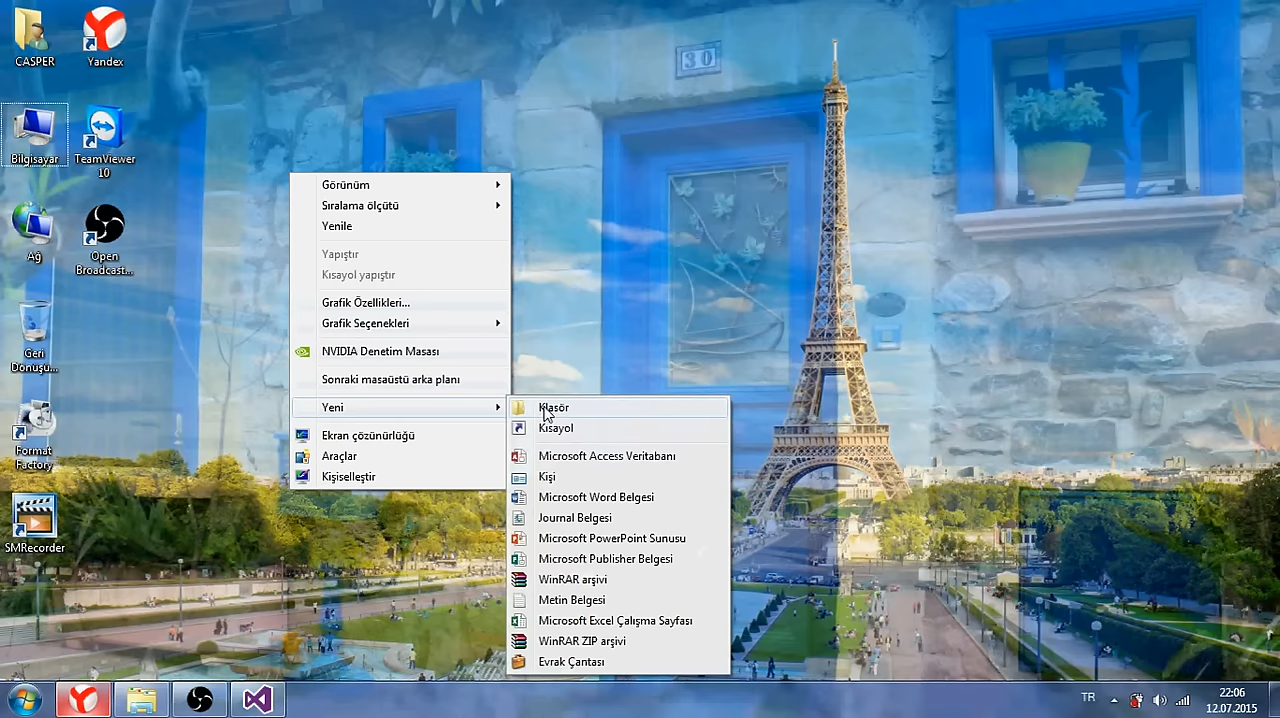 CASPER
Yandex
Bilgisayar
TeamViewer
10
Ağ
Open
Broadcast...
Geri
Dönüşü...
Format
Factory
SMRecorder
30
Görünüm
Sıralama ölçütü
Yenile
Yapıştır
Kısayol yapıştır
Grafik Özellikleri...
Grafik Seçenekleri
NVIDIA Denetim Masası
Sonraki masaüstü arka planı
Yeni
Ekran çözünürlüğü
Araçlar
Kişiselleştir
Klasör
Kısayol
Microsoft Access Veritabanı
Kişi
Microsoft Word Belgesi
Journal Belgesi
Microsoft PowerPoint Sunusu
Microsoft Publisher Belgesi
WinRAR arşivi
Metin Belgesi
Microsoft Excel Çalışma Sayfası
WinRAR ZIP arşivi
Evrak Çantası
TR
22:06
12.07.2015